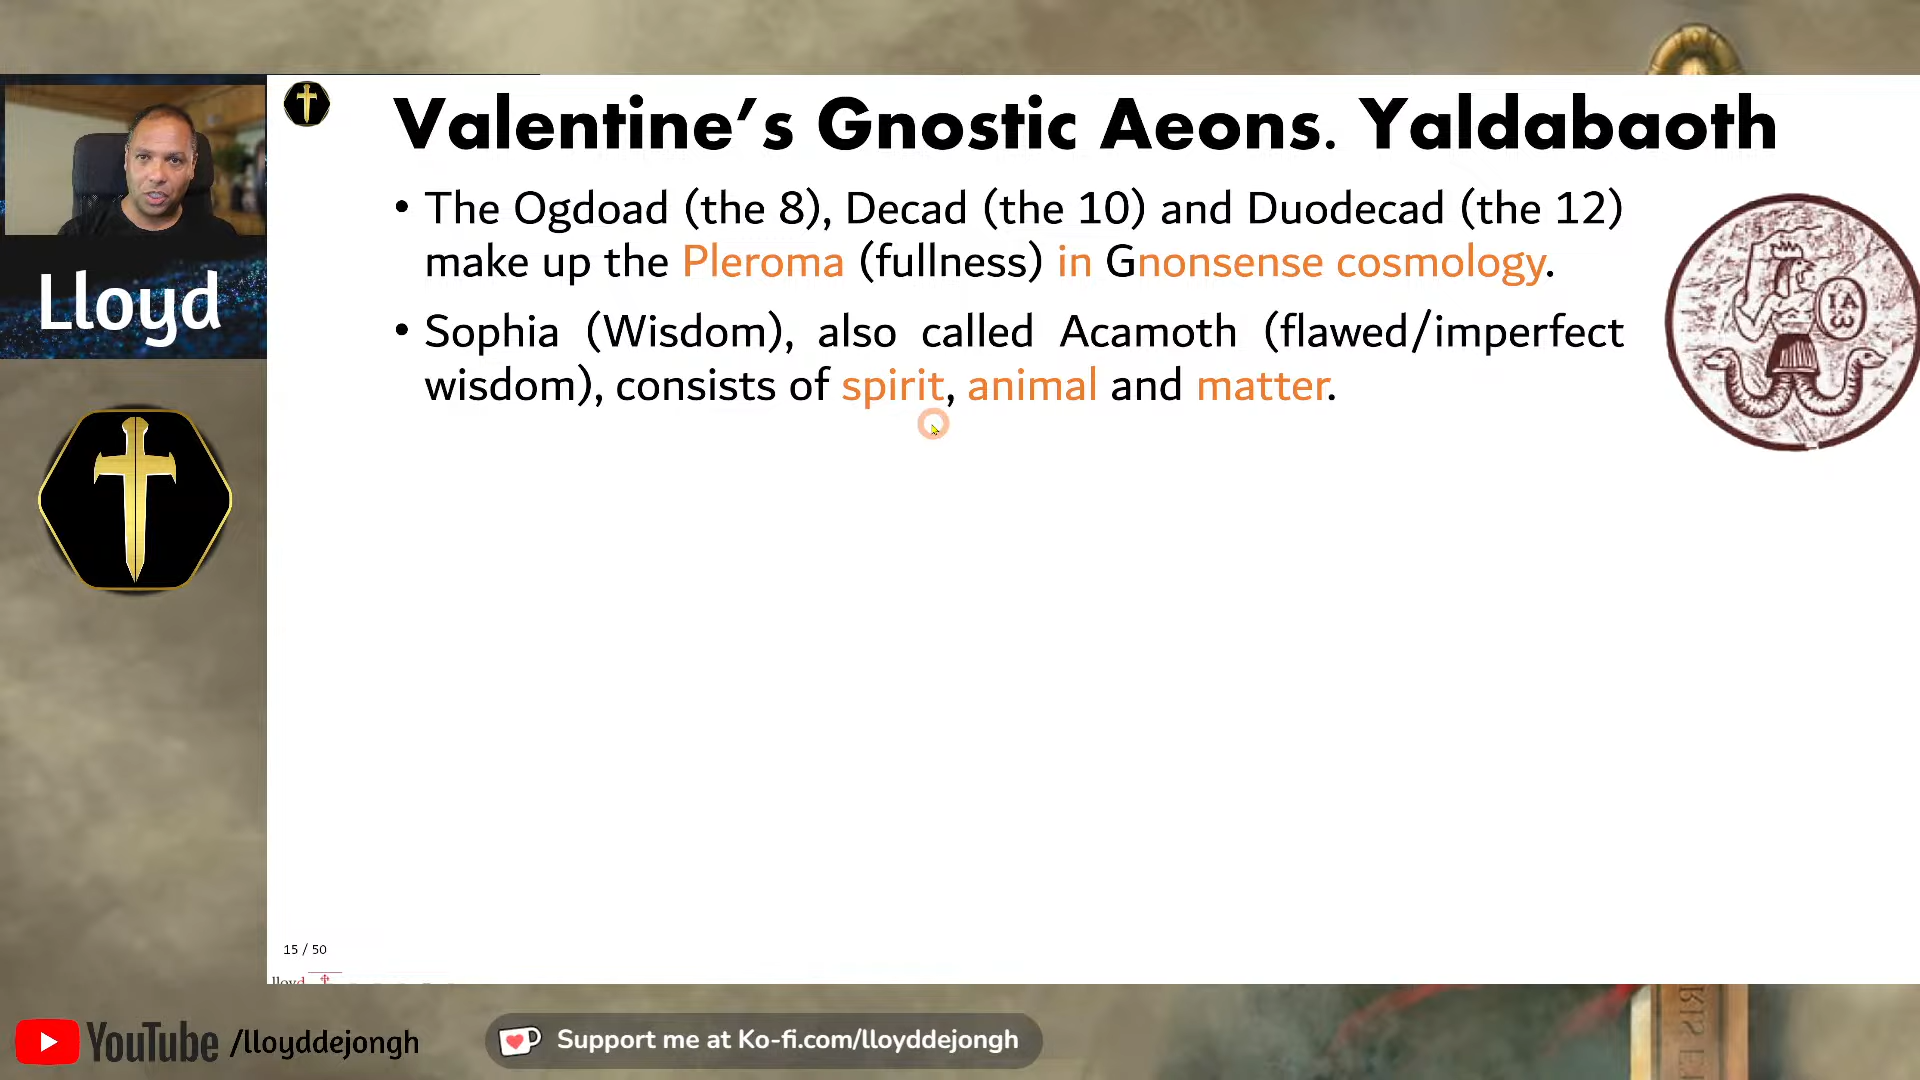 Valentine’s Gnostic Aeons. Yaldabaoth
• The Ogdoad (the 8), Decad (the 10) and Duodecad (the 12)
make up the Pleroma (fullness) in Gnonsense cosmology.
• Sophia (Wisdom), also called Acamoth (flawed/imperfect
wisdom), consists of spirit, animal and matter.
ΙΑ
ω
Lloyd
15 / 50
lloyd
YouTube /lloyddejongh
Support me at Ko-fi.com/lloyddejongh